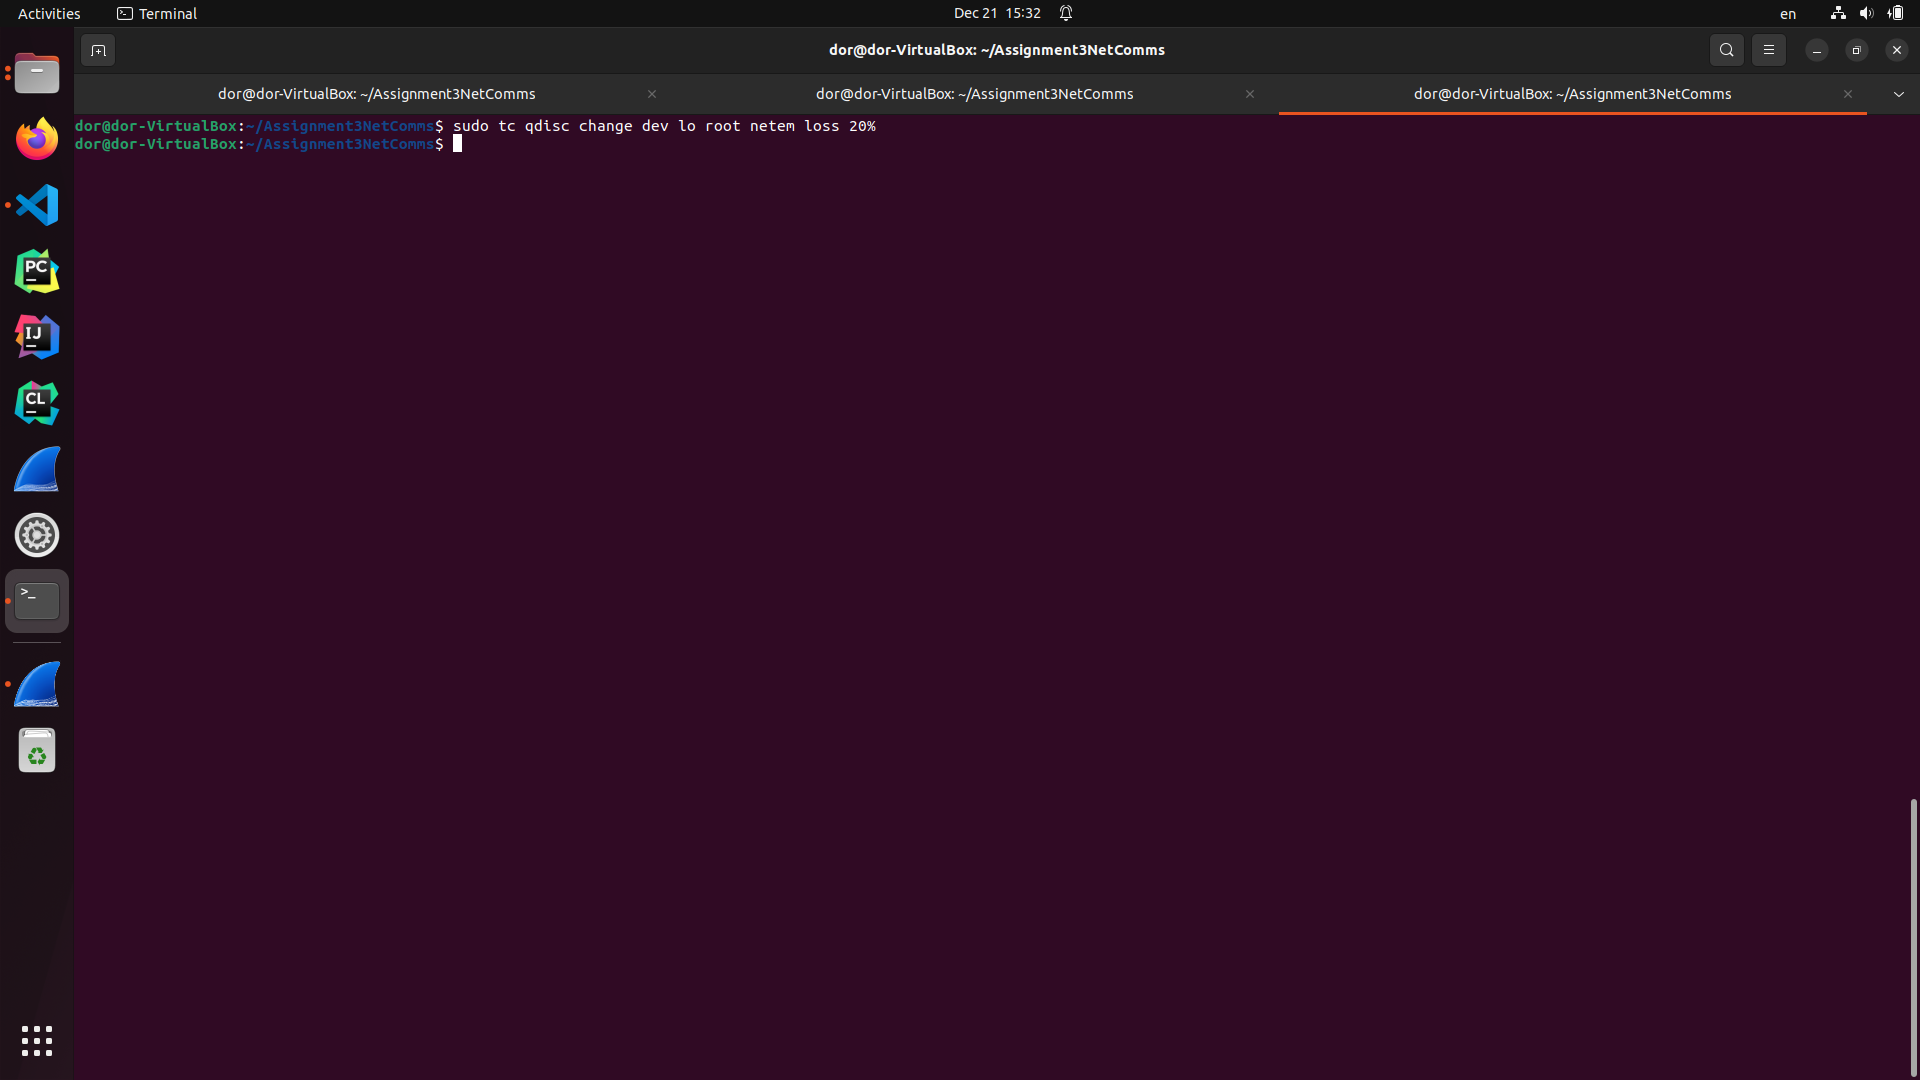 Activities
Terminal
Dec 21 15:32
en
dor@dor-VirtualBox: ~/Assignment3NetComms
dor@dor-VirtualBox: ~/Assignment3NetComms
dor@dor-VirtualBox: ~/Assignment3NetComms
dor@dor-VirtualBox: ~/Assignment3NetComms
dor@dor-VirtualBox:~/Assignment3NetComms$ sudo tc qdisc change dev lo root netem loss 20%
dor@dor-VirtualBox:~/Assignment3NetComms$
PC
IJ
CL
>_